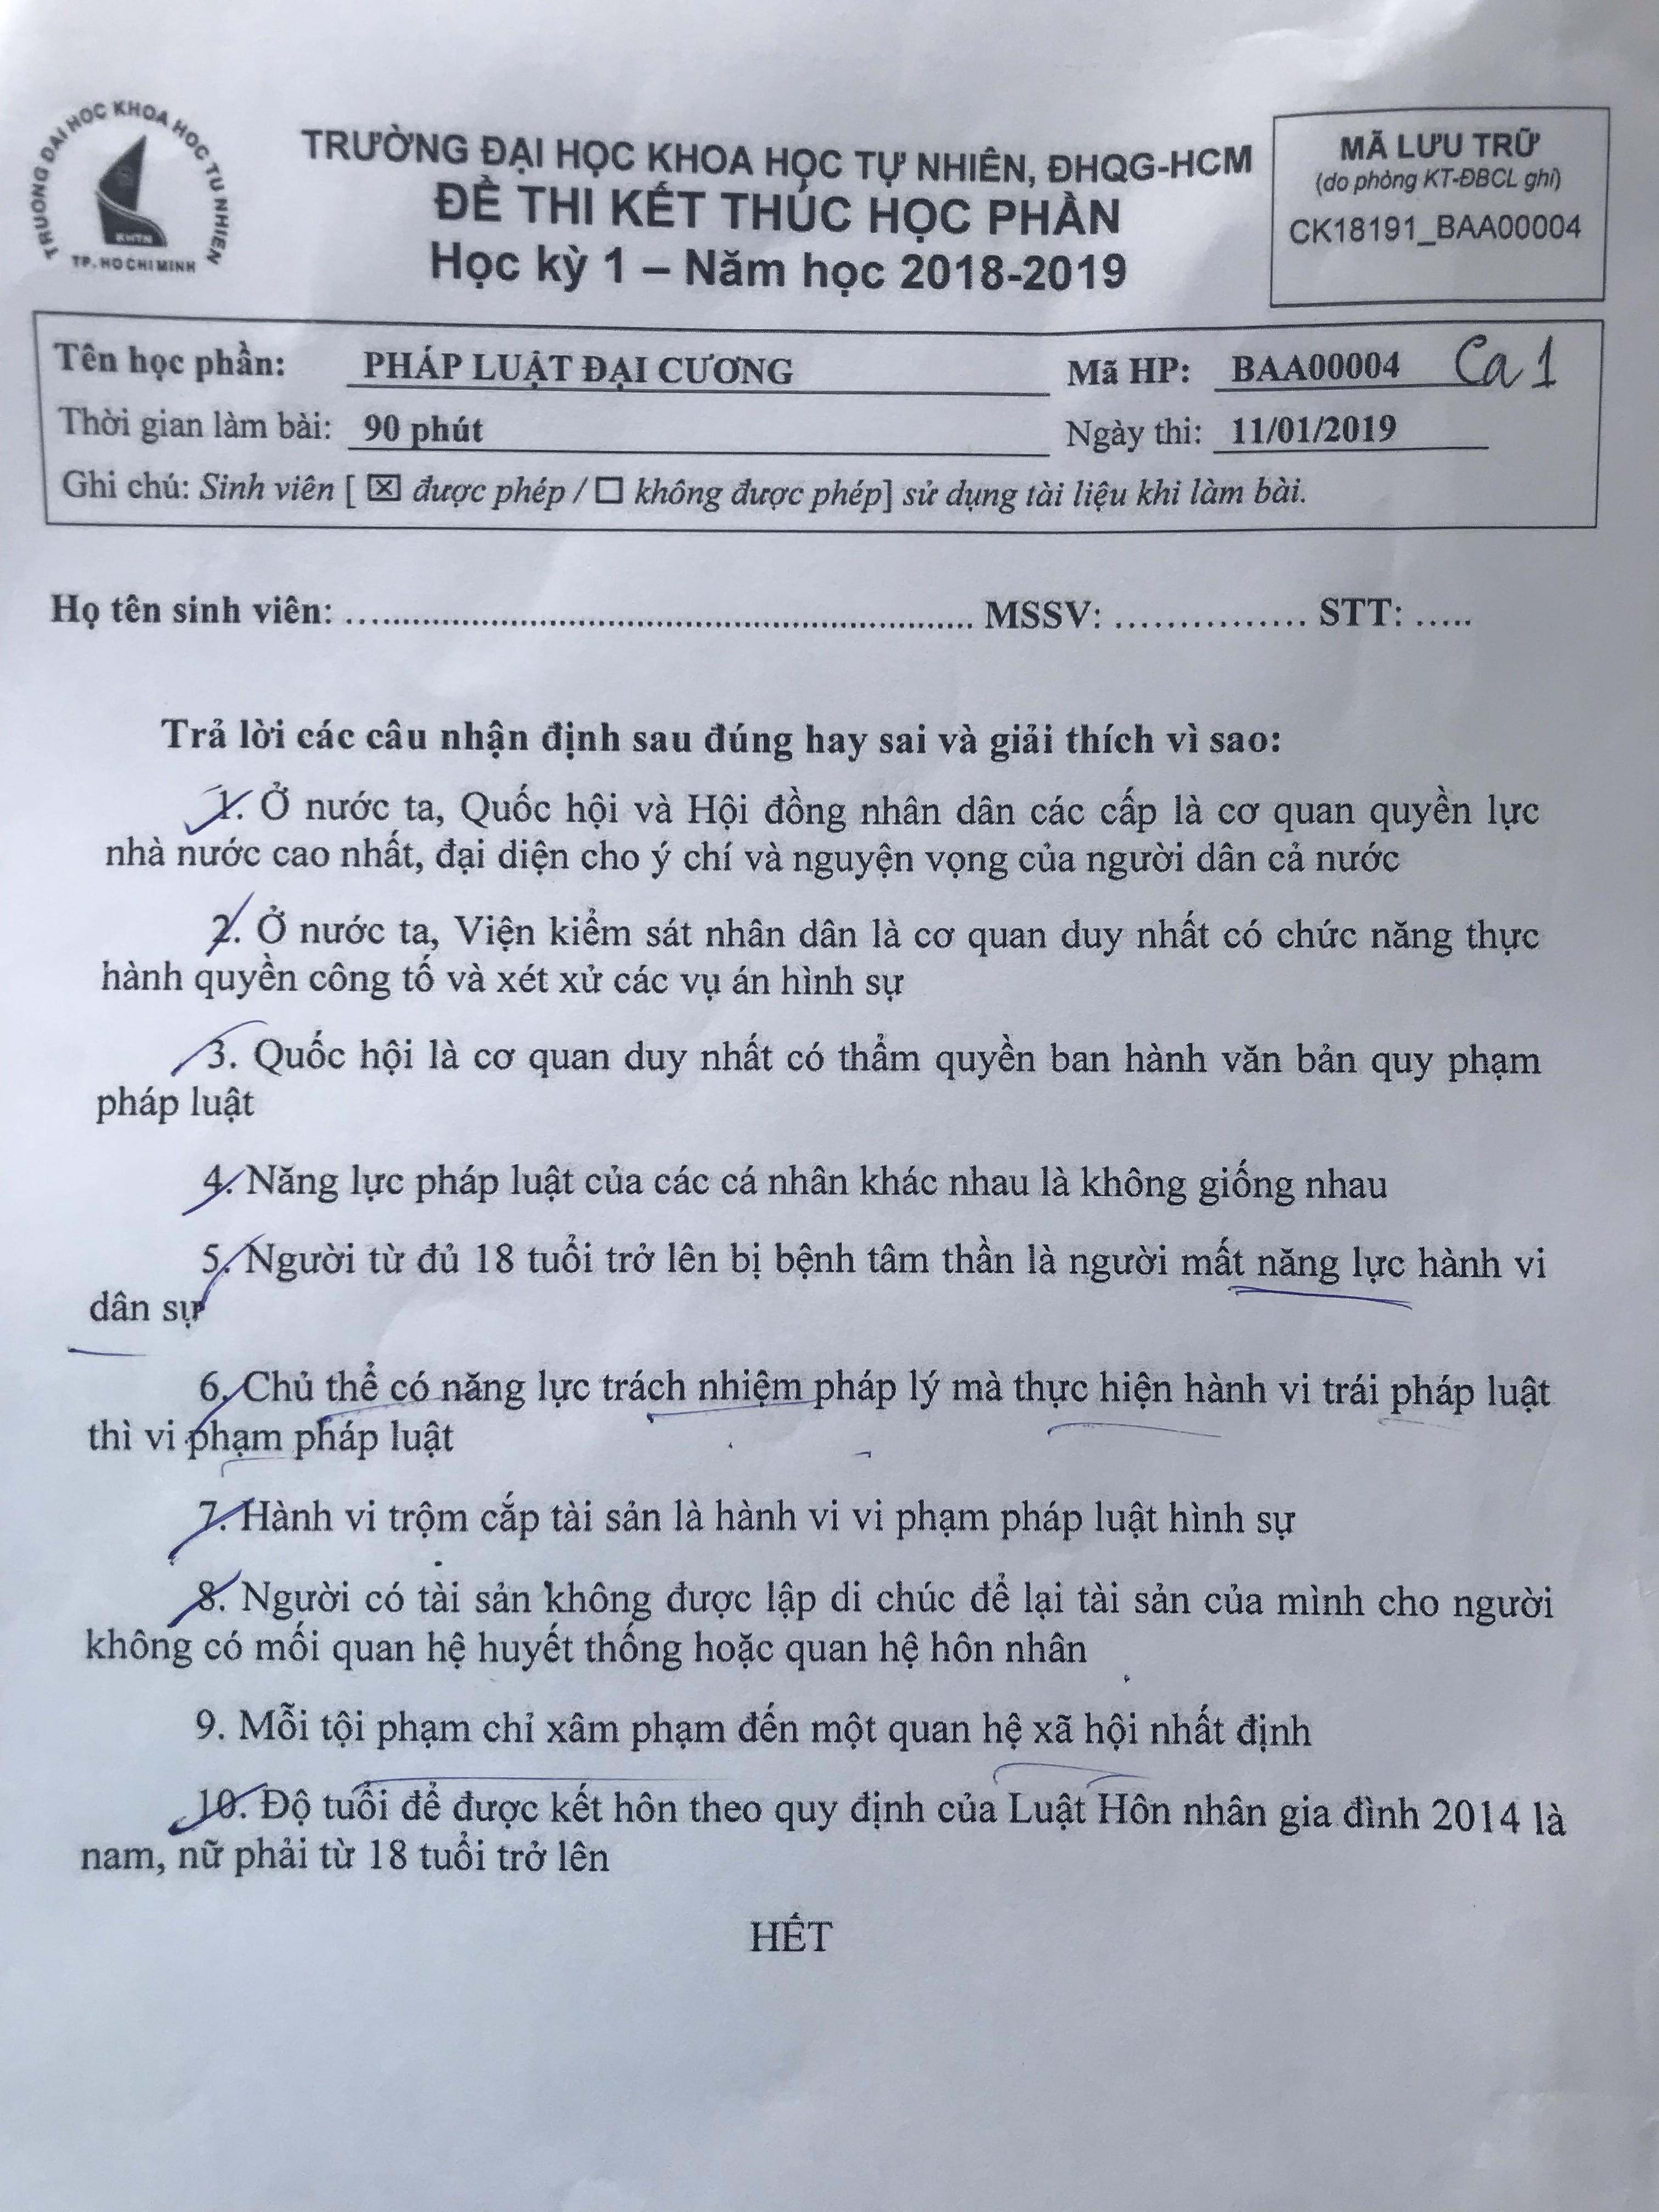 TRƯỜNG ĐẠI HỌC KHOA HỌC TỰ NHIÊN
KHTN
TP. HO CHI MINH
TRƯỜNG ĐẠI HỌC KHOA HỌC TỰ NHIÊN, ĐHQG-HCM
ĐỀ THI KẾT THÚC HỌC PHẦN
Học kỳ 1 – Năm học 2018-2019
MÃ LƯU TRỮ
(do phòng KT-ĐBCL ghi)
CK18191_BAA00004
Tên học phần: PHÁP LUẬT ĐẠI CƯƠNG Mã HP: BAA00004 Ca 1
Thời gian làm bài: 90 phút Ngày thi: 11/01/2019
Ghi chú: Sinh viên [ ☒ được phép / ☐ không được phép] sử dụng tài liệu khi làm bài.
Họ tên sinh viên: ........................................................................ MSSV: ............... STT: .....
Trả lời các câu nhận định sau đúng hay sai và giải thích vì sao:
1. Ở nước ta, Quốc hội và Hội đồng nhân dân các cấp là cơ quan quyền lực
nhà nước cao nhất, đại diện cho ý chí và nguyện vọng của người dân cả nước
2. Ở nước ta, Viện kiểm sát nhân dân là cơ quan duy nhất có chức năng thực
hành quyền công tố và xét xử các vụ án hình sự
3. Quốc hội là cơ quan duy nhất có thẩm quyền ban hành văn bản quy phạm
pháp luật
4. Năng lực pháp luật của các cá nhân khác nhau là không giống nhau
5. Người từ đủ 18 tuổi trở lên bị bệnh tâm thần là người mất năng lực hành vi
dân sự
6. Chủ thể có năng lực trách nhiệm pháp lý mà thực hiện hành vi trái pháp luật
thì vi phạm pháp luật
7. Hành vi trộm cắp tài sản là hành vi vi phạm pháp luật hình sự
8. Người có tài sản không được lập di chúc để lại tài sản của mình cho người
không có mối quan hệ huyết thống hoặc quan hệ hôn nhân
9. Mỗi tội phạm chỉ xâm phạm đến một quan hệ xã hội nhất định
10. Độ tuổi để được kết hôn theo quy định của Luật Hôn nhân gia đình 2014 là
nam, nữ phải từ 18 tuổi trở lên
HẾT